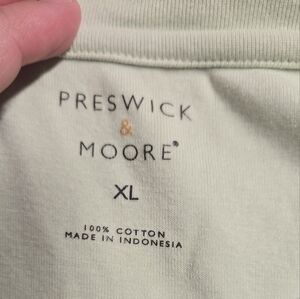 PRESWICK
&
MOORE®
XL
100% COTTON
MADE IN INDONESIA